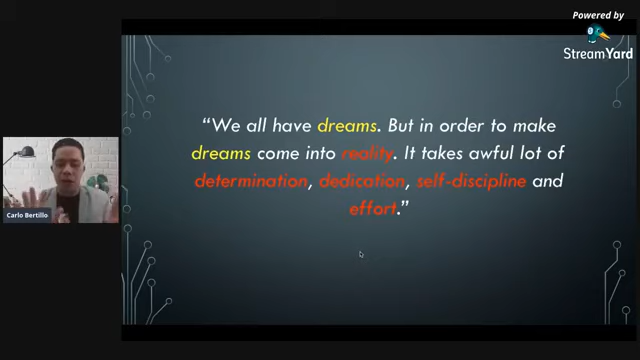 Powered by
StreamYard
“We all have dreams. But in order to make
dreams come into reality. It takes awful lot of
determination, dedication, self-discipline and
effort.”
Carlo Bertillo